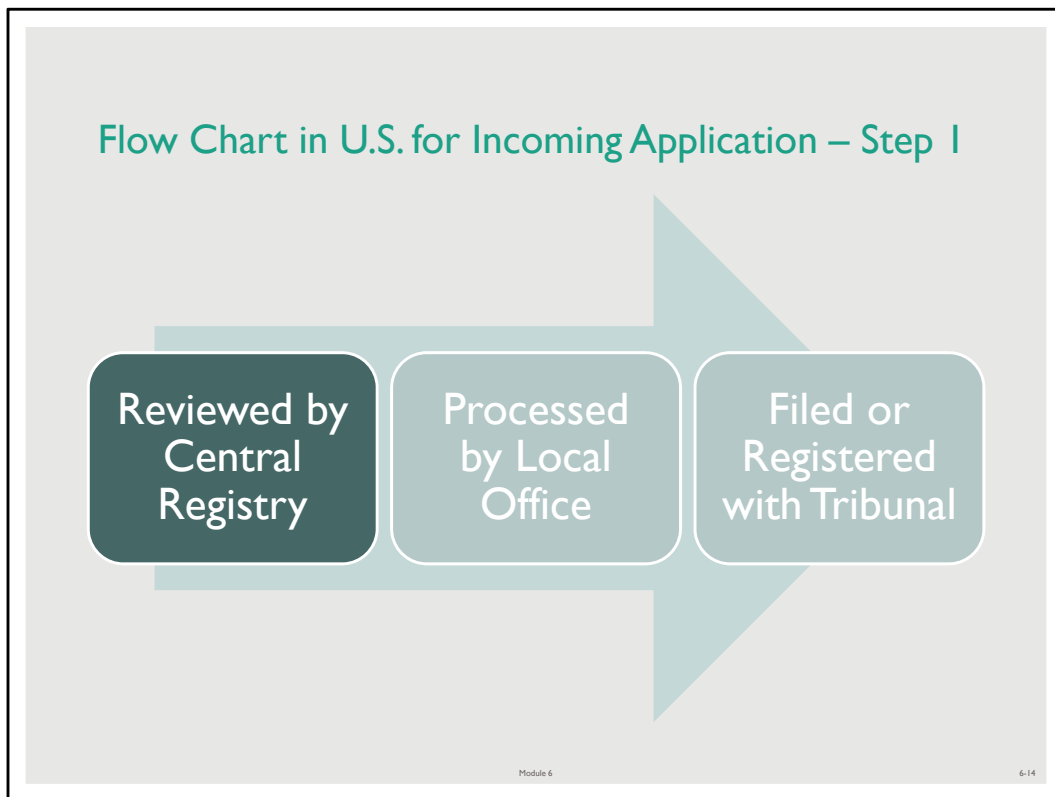 Flow Chart in U.S. for Incoming Application – Step 1
Reviewed by
Central
Registry
Processed
by Local
Office
Filed or
Registered
with Tribunal
Module 6
6-14